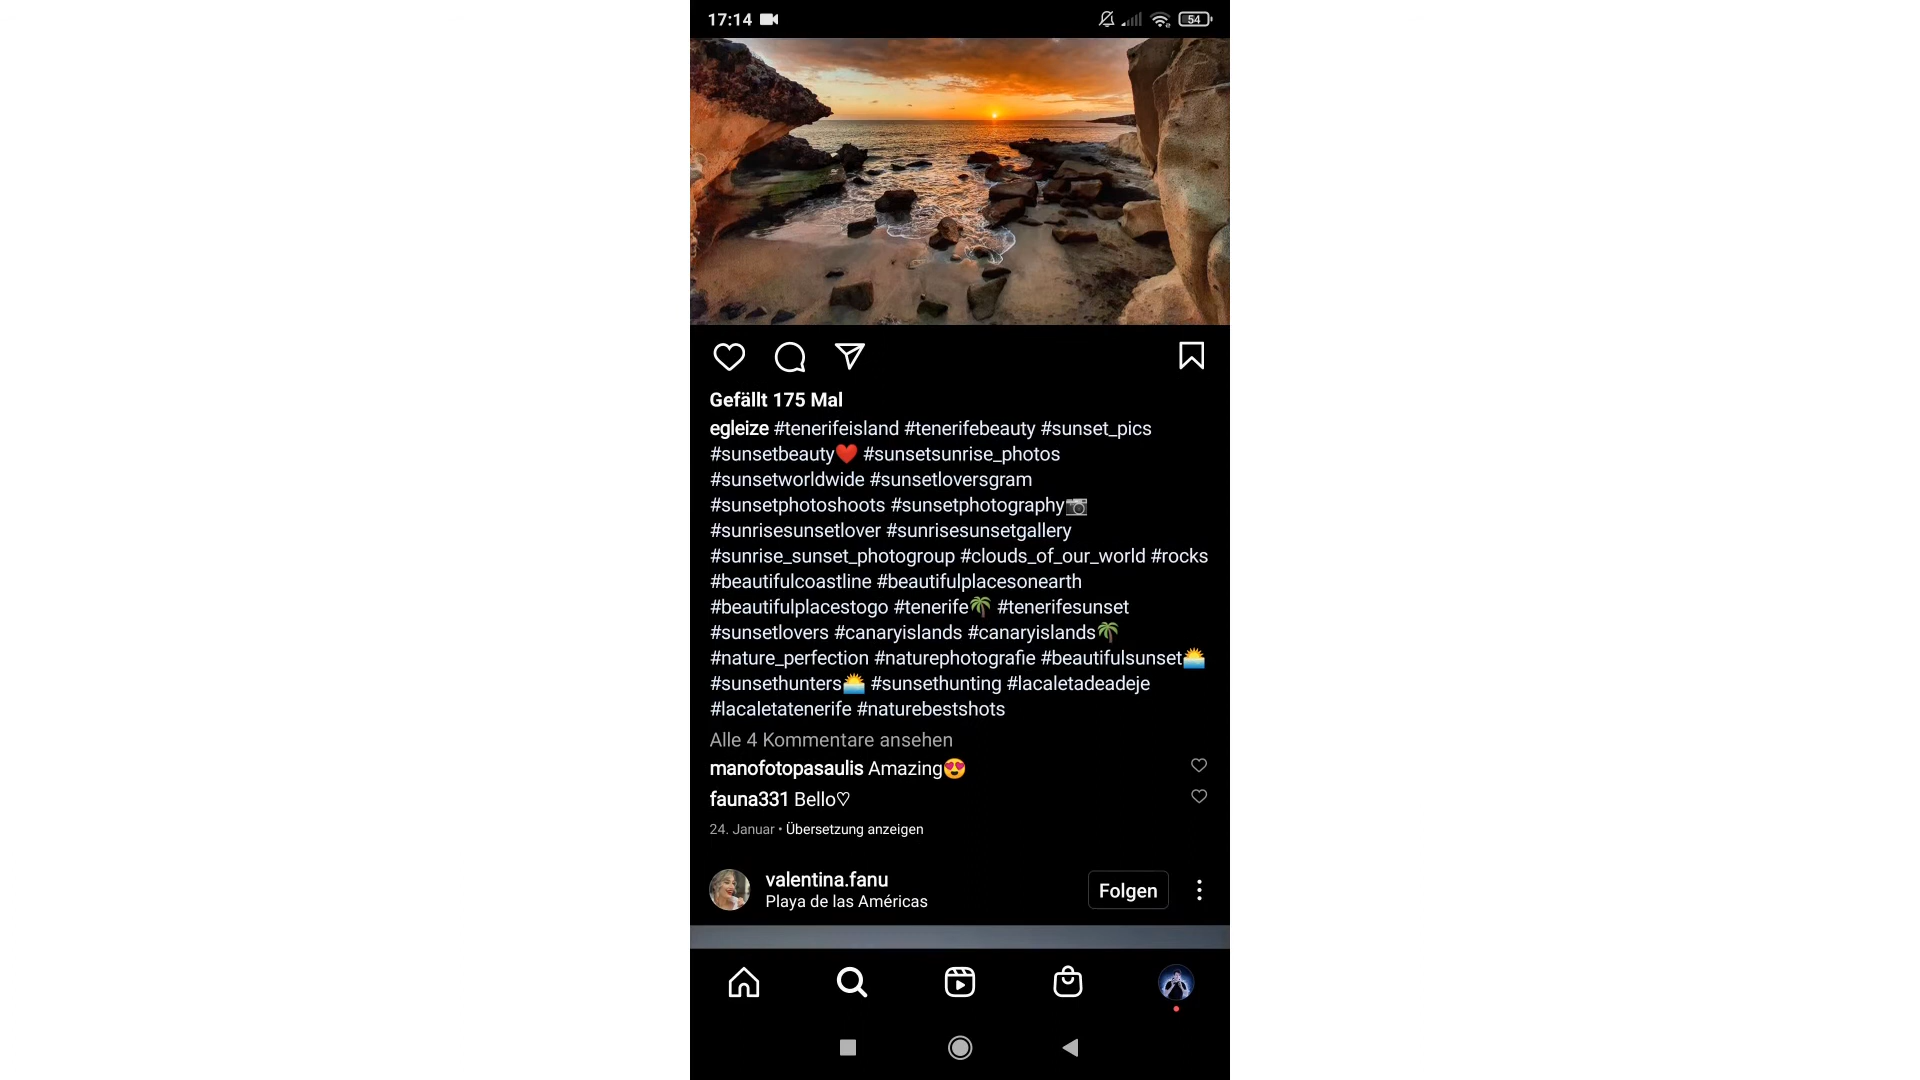 17:14
54
Gefällt 175 Mal
egleize #tenerifeisland #tenerifebeauty #sunset_pics
#sunsetbeauty❤️ #sunsetsunrise_photos
#sunsetworldwide #sunsetloversgram
#sunsetphotoshoots #sunsetphotography📷
#sunrisesunsetlover #sunrisesunsetgallery
#sunrise_sunset_photogroup #clouds_of_our_world #rocks
#beautifulcoastline #beautifulplacesonearth
#beautifulplacestogo #tenerife🌴 #tenerifesunset
#sunsetlovers #canaryislands #canaryislands🌴
#nature_perfection #naturephotografie #beautifulsunset🌅
#sunsethunters🌅 #sunsethunting #lacaletadeadeje
#lacaletatenerife #naturebestshots
Alle 4 Kommentare ansehen
manofotopasaulis Amazing😍
fauna331 Bello♡
24. Januar • Übersetzung anzeigen
valentina.fanu
Playa de las Américas
Folgen